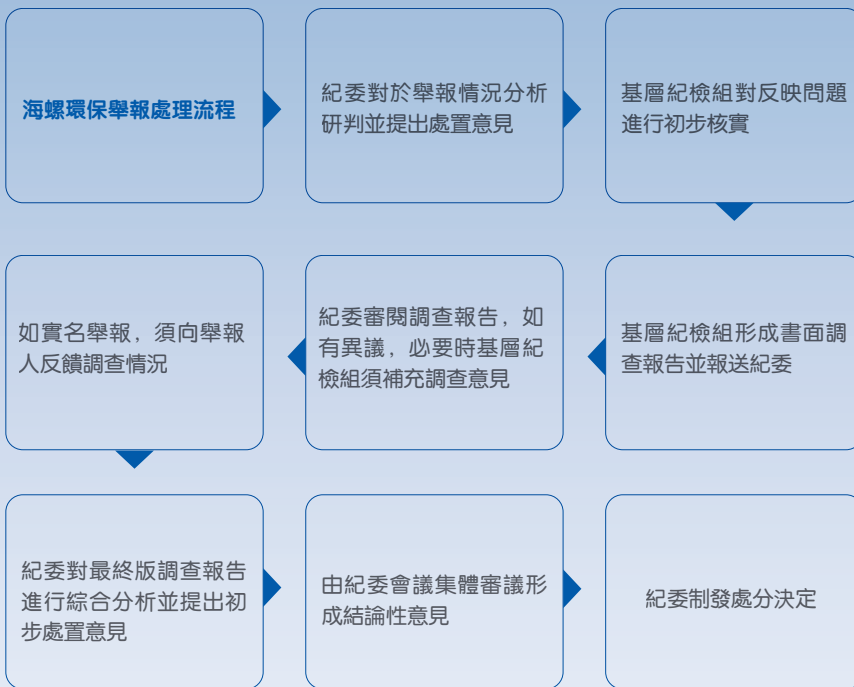 海螺環保舉報處理流程
紀委對於舉報情況分析
研判並提出處置意見
基層紀檢組對反映問題
進行初步核實
基層紀檢組形成書面調
查報告並報送紀委
紀委審閱調查報告，如
有異議，必要時基層紀
檢組須補充調查意見
如實名舉報，須向舉報
人反饋調查情況
紀委對最終版調查報告
進行綜合分析並提出初
步處置意見
由紀委會議集體審議形
成結論性意見
紀委制發處分決定